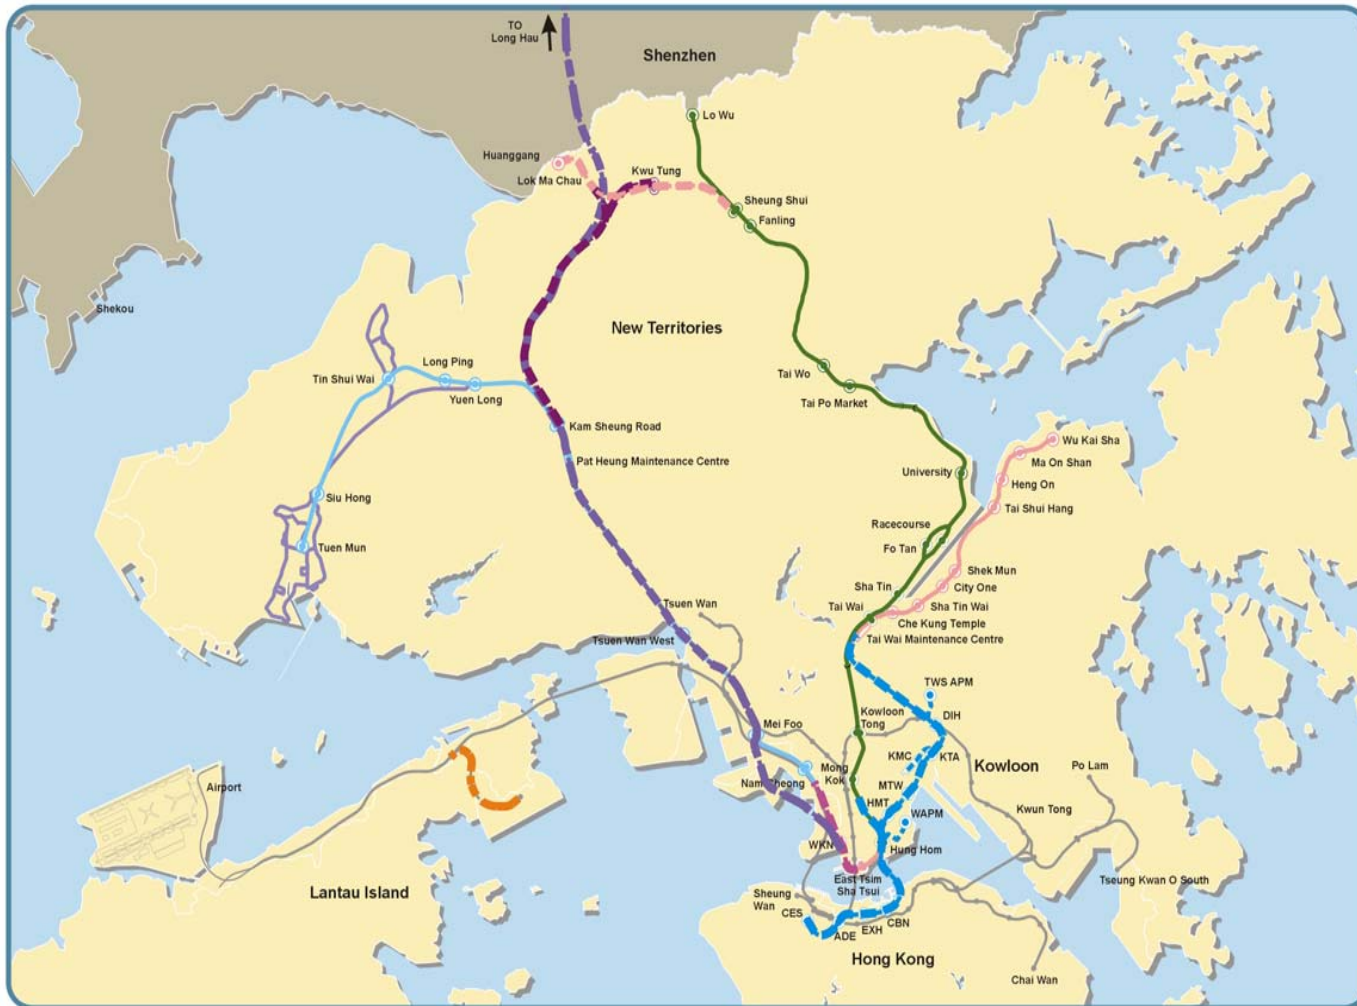 TO
Long Hau
Shenzhen
Lo Wu
Huanggang
Lok Ma Chau
Kwu Tung
Sheung Shui
Fanling
Shekou
New Territories
Long Ping
Tin Shui Wai
Yuen Long
Tai Wo
Tai Po Market
Kam Sheung Road
Pat Heung Maintenance Centre
Wu Kai Sha
Ma On Shan
Heng On
Tai Shui Hang
University
Siu Hong
Tuen Mun
Racecourse
Fo Tan
Shek Mun
City One
Sha Tin
Sha Tin Wai
Tai Wai
Che Kung Temple
Tai Wai Maintenance Centre
Tsuen Wan
Tsuen Wan West
TWS APM
DIH
Kowloon
Tong
Mei Foo
KMC
KTA
Kowloon
Po Lam
Mong
Kok
Nam Cheong
MTW
HMT
WAPM
Kwun Tong
Airport
WKN
Hung Hom
East Tsim
Sha Tsui
Tseung Kwan O South
Lantau Island
Sheung
Wan
CES
ADE
EXH
CBN
Hong Kong
Chai Wan